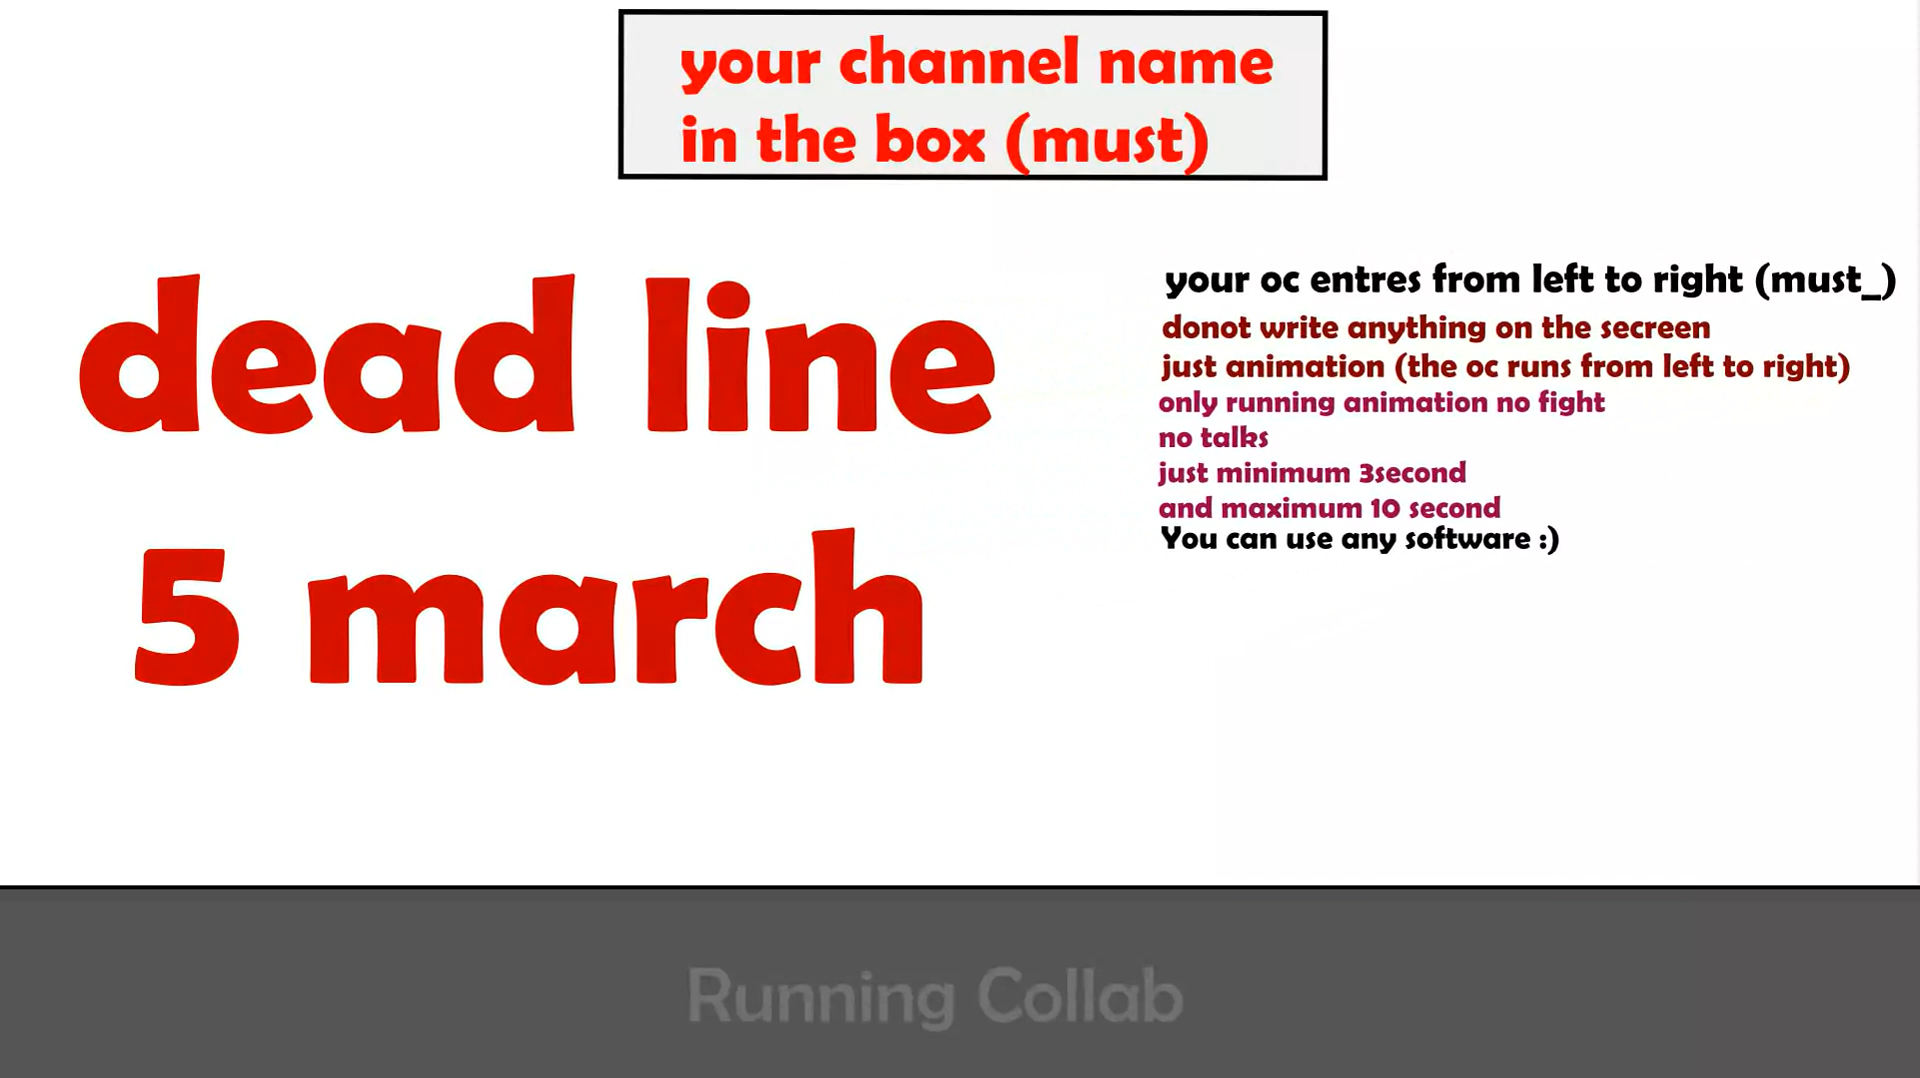 your channel name
in the box (must)
dead line
5 march
your oc entres from left to right (must_)
donot write anything on the secreen
just animation (the oc runs from left to right)
only running animation no fight
no talks
just minimum 3second
and maximum 10 second
You can use any software :)
Running Collab